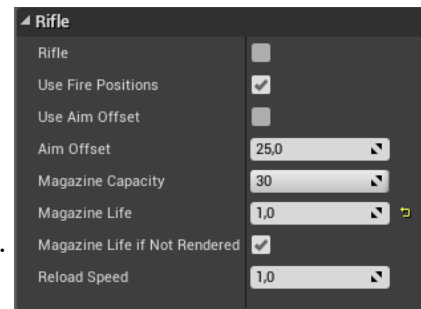 Rifle
Rifle
Use Fire Positions
Use Aim Offset
Aim Offset 25,0
Magazine Capacity 30
Magazine Life 1,0
. Magazine Life if Not Rendered
Reload Speed 1,0